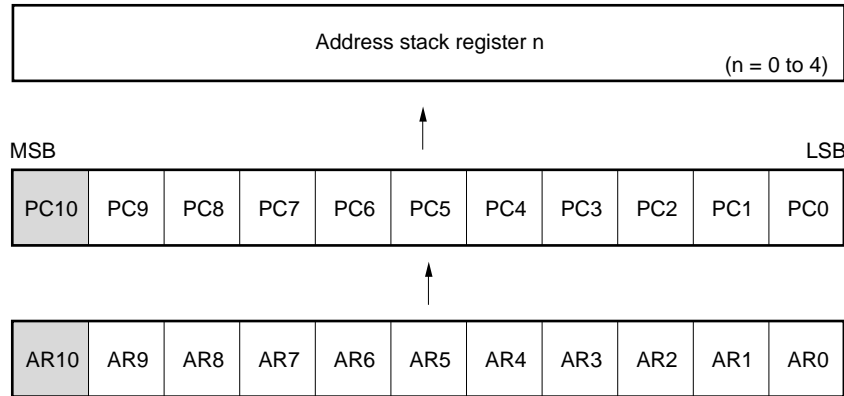 Address stack register n
(n = 0 to 4)
MSB LSB
PC10 PC9 PC8 PC7 PC6 PC5 PC4 PC3 PC2 PC1 PC0
AR10 AR9 AR8 AR7 AR6 AR5 AR4 AR3 AR2 AR1 AR0